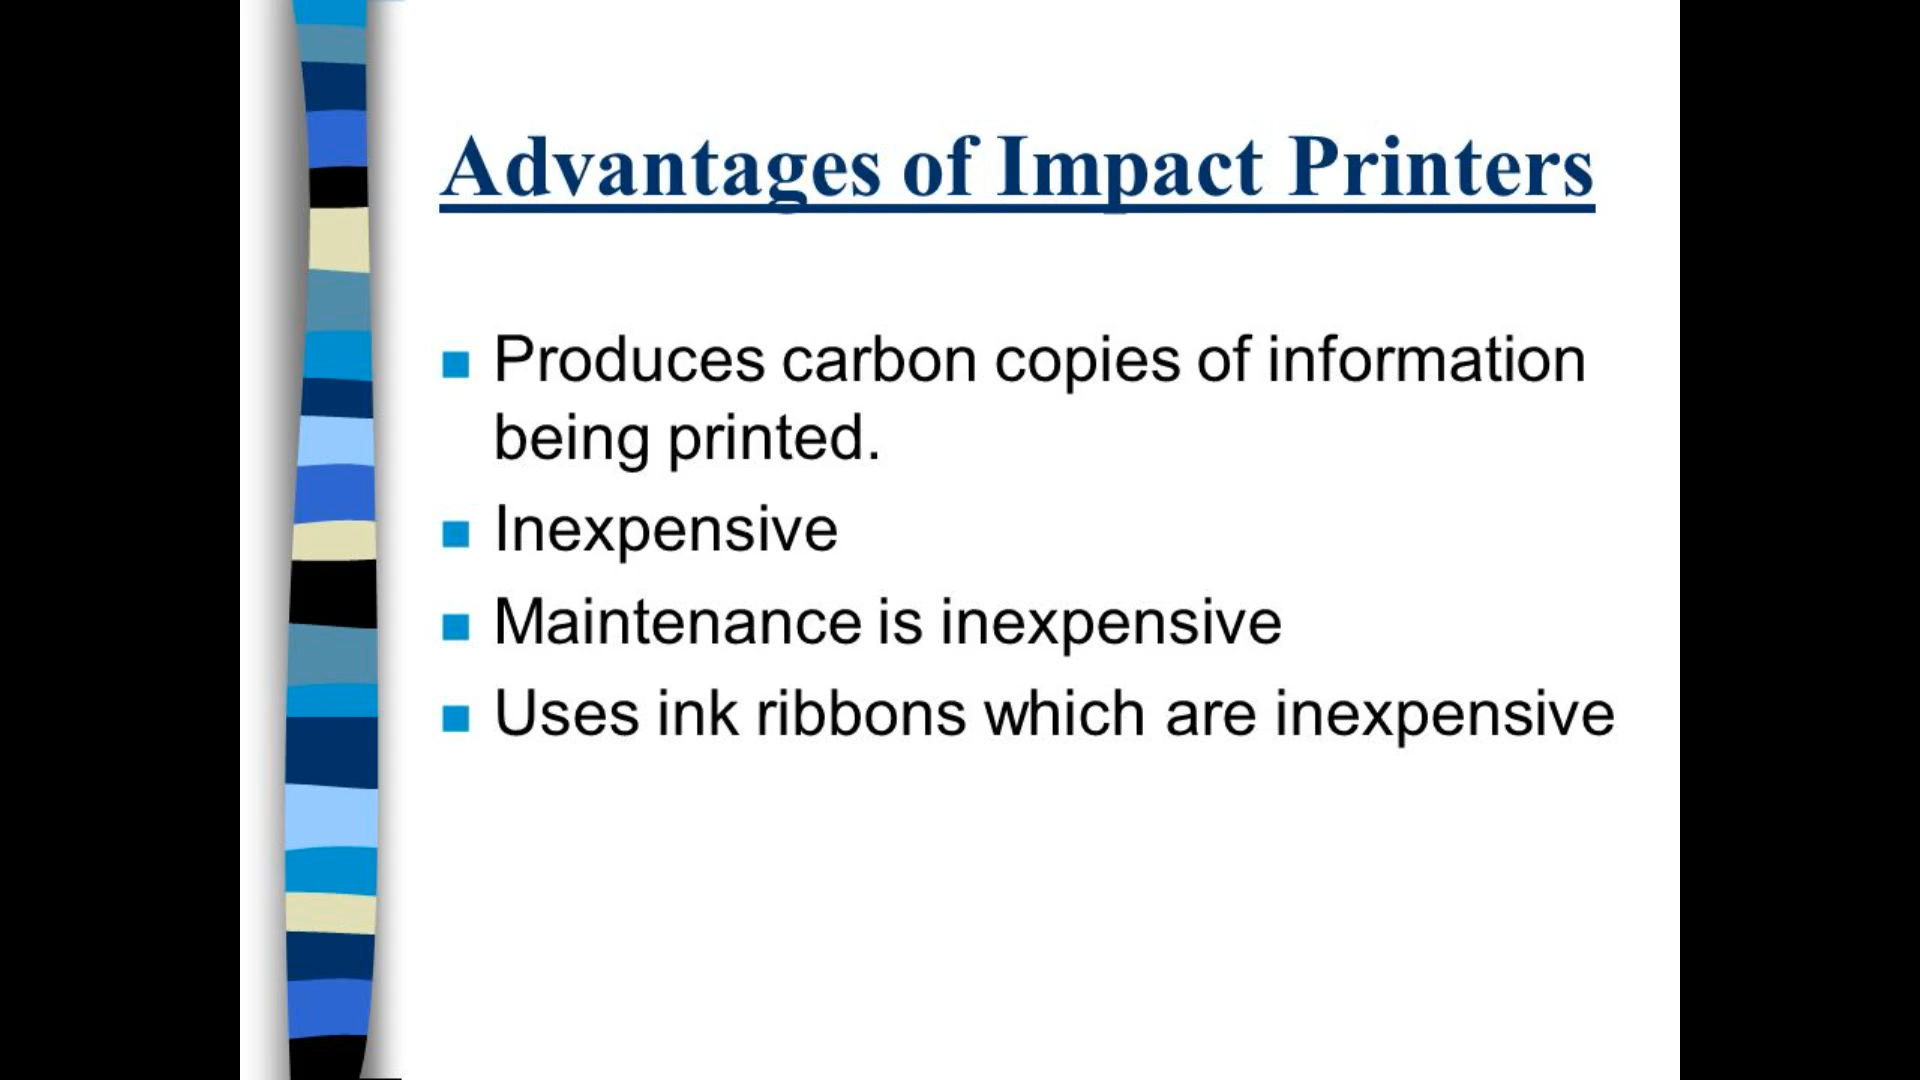 Advantages of Impact Printers
Produces carbon copies of information
being printed.
Inexpensive
Maintenance is inexpensive
Uses ink ribbons which are inexpensive